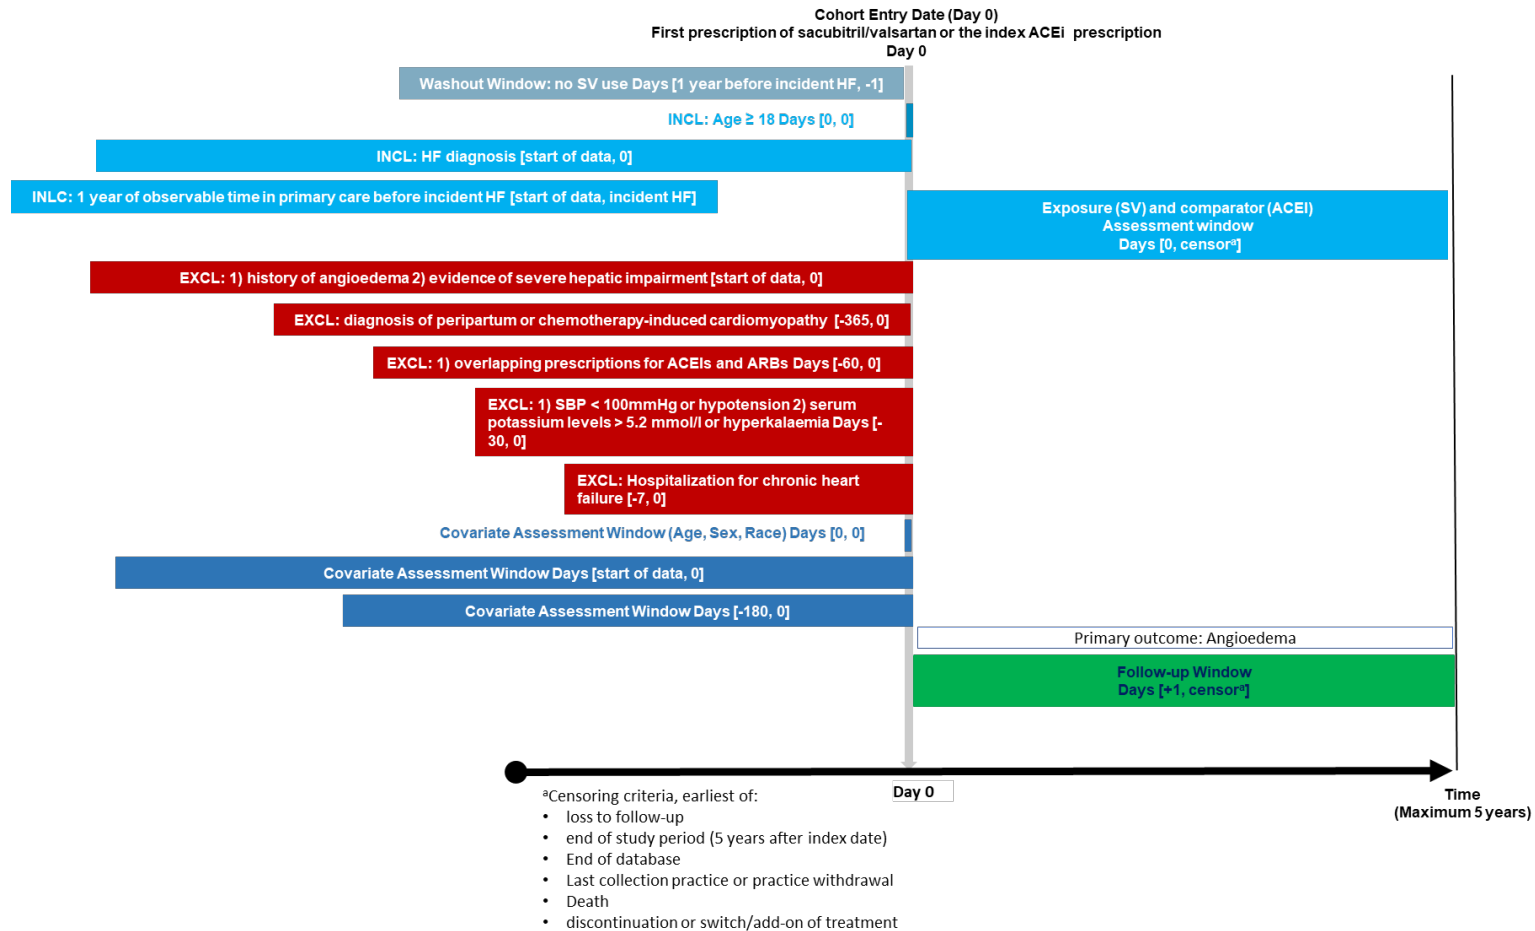 Cohort Entry Date (Day 0)
First prescription of sacubitril/valsartan or the index ACEi prescription
Day 0
Washout Window: no SV use Days [1 year before incident HF, -1]
INCL: Age ≥ 18 Days [0, 0]
INCL: HF diagnosis [start of data, 0]
INLC: 1 year of observable time in primary care before incident HF [start of data, incident HF]
Exposure (SV) and comparator (ACEI)
Assessment window
Days [0, censorª]
EXCL: 1) history of angioedema 2) evidence of severe hepatic impairment [start of data, 0]
EXCL: diagnosis of peripartum or chemotherapy-induced cardiomyopathy [-365, 0]
EXCL: 1) overlapping prescriptions for ACEIs and ARBs Days [-60, 0]
EXCL: 1) SBP < 100mmHg or hypotension 2) serum
potassium levels > 5.2 mmol/l or hyperkalaemia Days [-
30, 0]
EXCL: Hospitalization for chronic heart
failure [-7, 0]
Covariate Assessment Window (Age, Sex, Race) Days [0, 0]
Covariate Assessment Window Days [start of data, 0]
Covariate Assessment Window Days [-180, 0]
Primary outcome: Angioedema
Follow-up Window
Days [+1, censorª]
Day 0
Time
(Maximum 5 years)
ªCensoring criteria, earliest of:
• loss to follow-up
• end of study period (5 years after index date)
• End of database
• Last collection practice or practice withdrawal
• Death
• discontinuation or switch/add-on of treatment